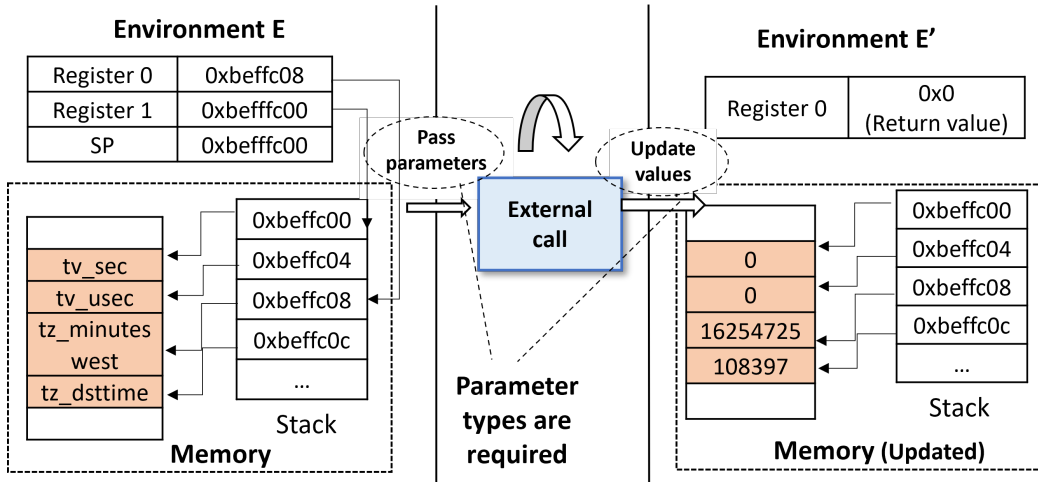 Environment E
Register 0 0xbeffc08
Register 1 0xbefffc00
SP 0xbefffc00
Pass
parameters
Update
values
External
call
Environment E’
Register 0
0x0
(Return value)
tv_sec
tv_usec
tz_minutes
west
tz_dsttime
0xbeffc00
0xbeffc04
0xbeffc08
0xbeffc0c
...
Stack
Memory
Parameter
types are
required
0
0
16254725
108397
0xbeffc00
0xbeffc04
0xbeffc08
0xbeffc0c
...
Stack
Memory (Updated)